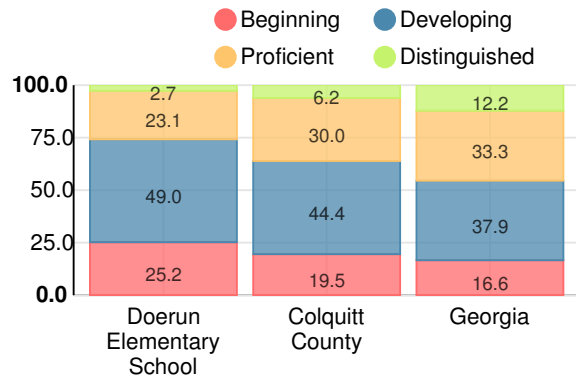 Beginning Developing
Proficient Distinguished
100.0
75.0
50.0
25.0
0.0
2.7 6.2 12.2
23.1 30.0 33.3
49.0 44.4 37.9
25.2 19.5 16.6
Doerun Colquitt Georgia
Elementary County
School